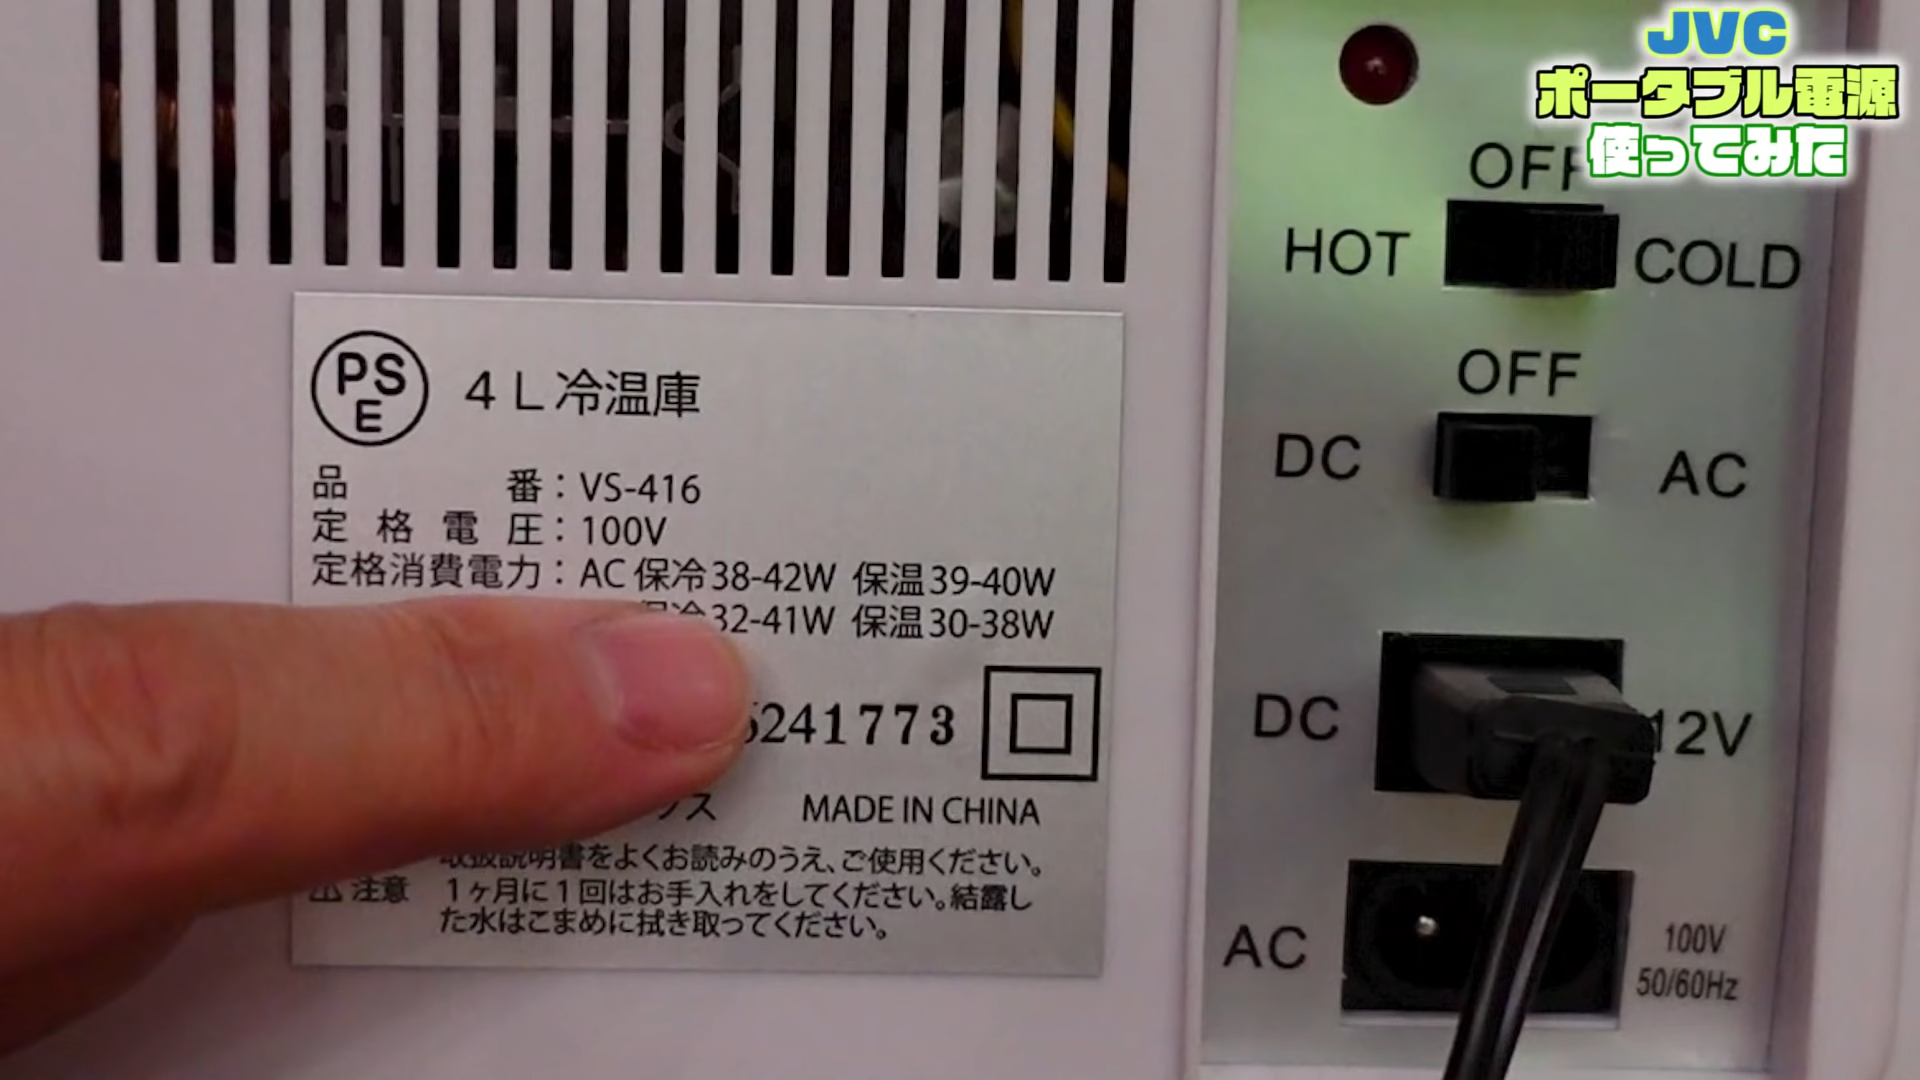 JVC
ポータブル電源
使ってみた
OFF
HOT
COLD
OFF
DC
AC
DC
12V
AC
100V
50/60Hz
PS
E
4L冷温庫
品番：VS-416
定格電圧：100V
定格消費電力：AC 保冷38-42W 保温39-40W
保冷32-41W 保温30-38W
241773
MADE IN CHINA
取扱説明書をよくお読みのうえ、ご使用ください。
⚠注意 1ヶ月に1回はお手入れをしてください。結露し
た水はこまめに拭き取ってください。